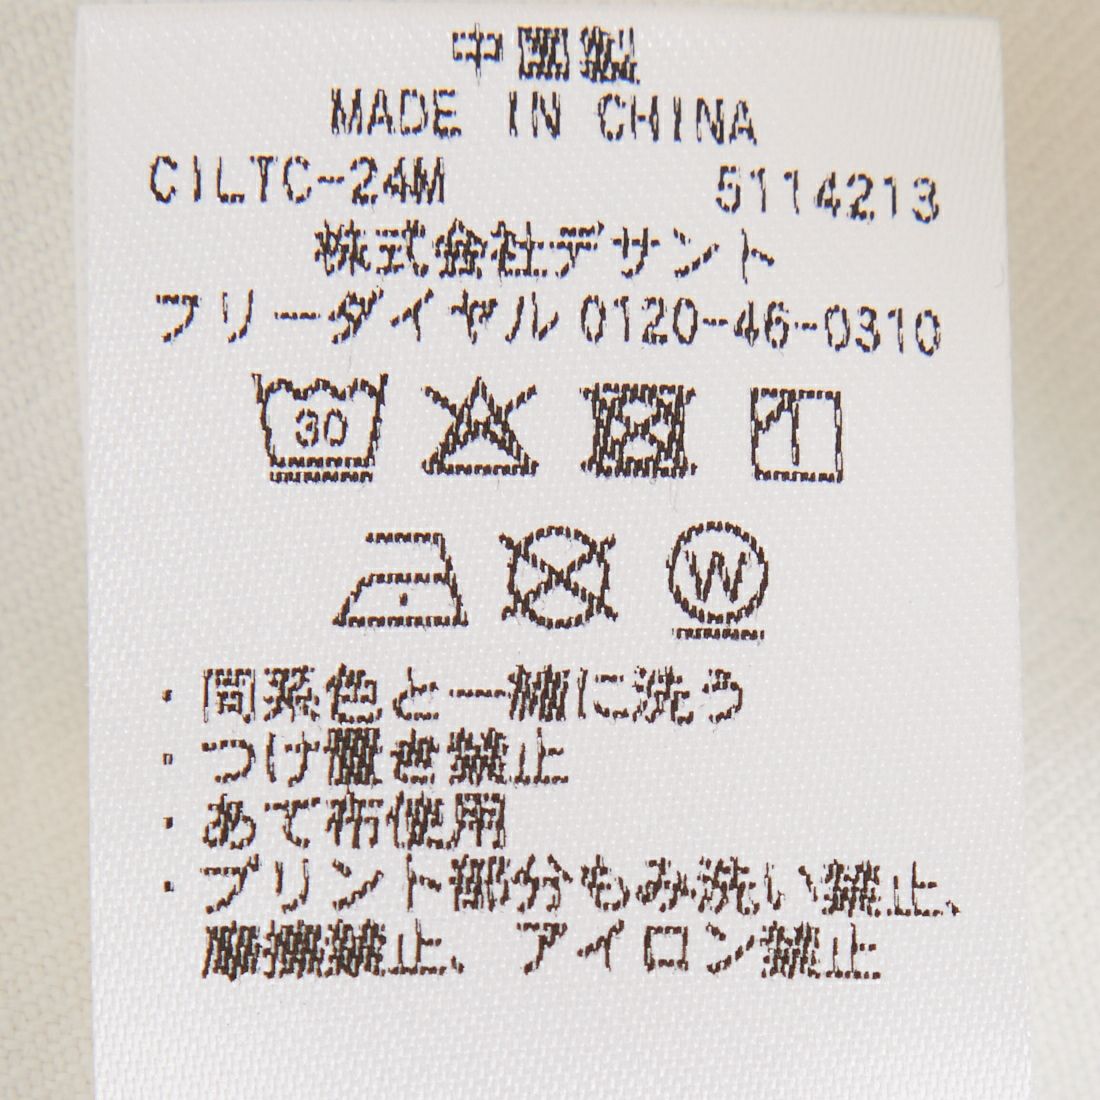 中国製
MADE IN CHINA
CILTC-24M 5114213
株式会社デサント
フリーダイヤル 0120-46-0310
30
W
・同系色と一緒に洗う
・つけ置き禁止
・あて布使用
・プリント部分もみ洗い禁止、
摩擦禁止、アイロン禁止